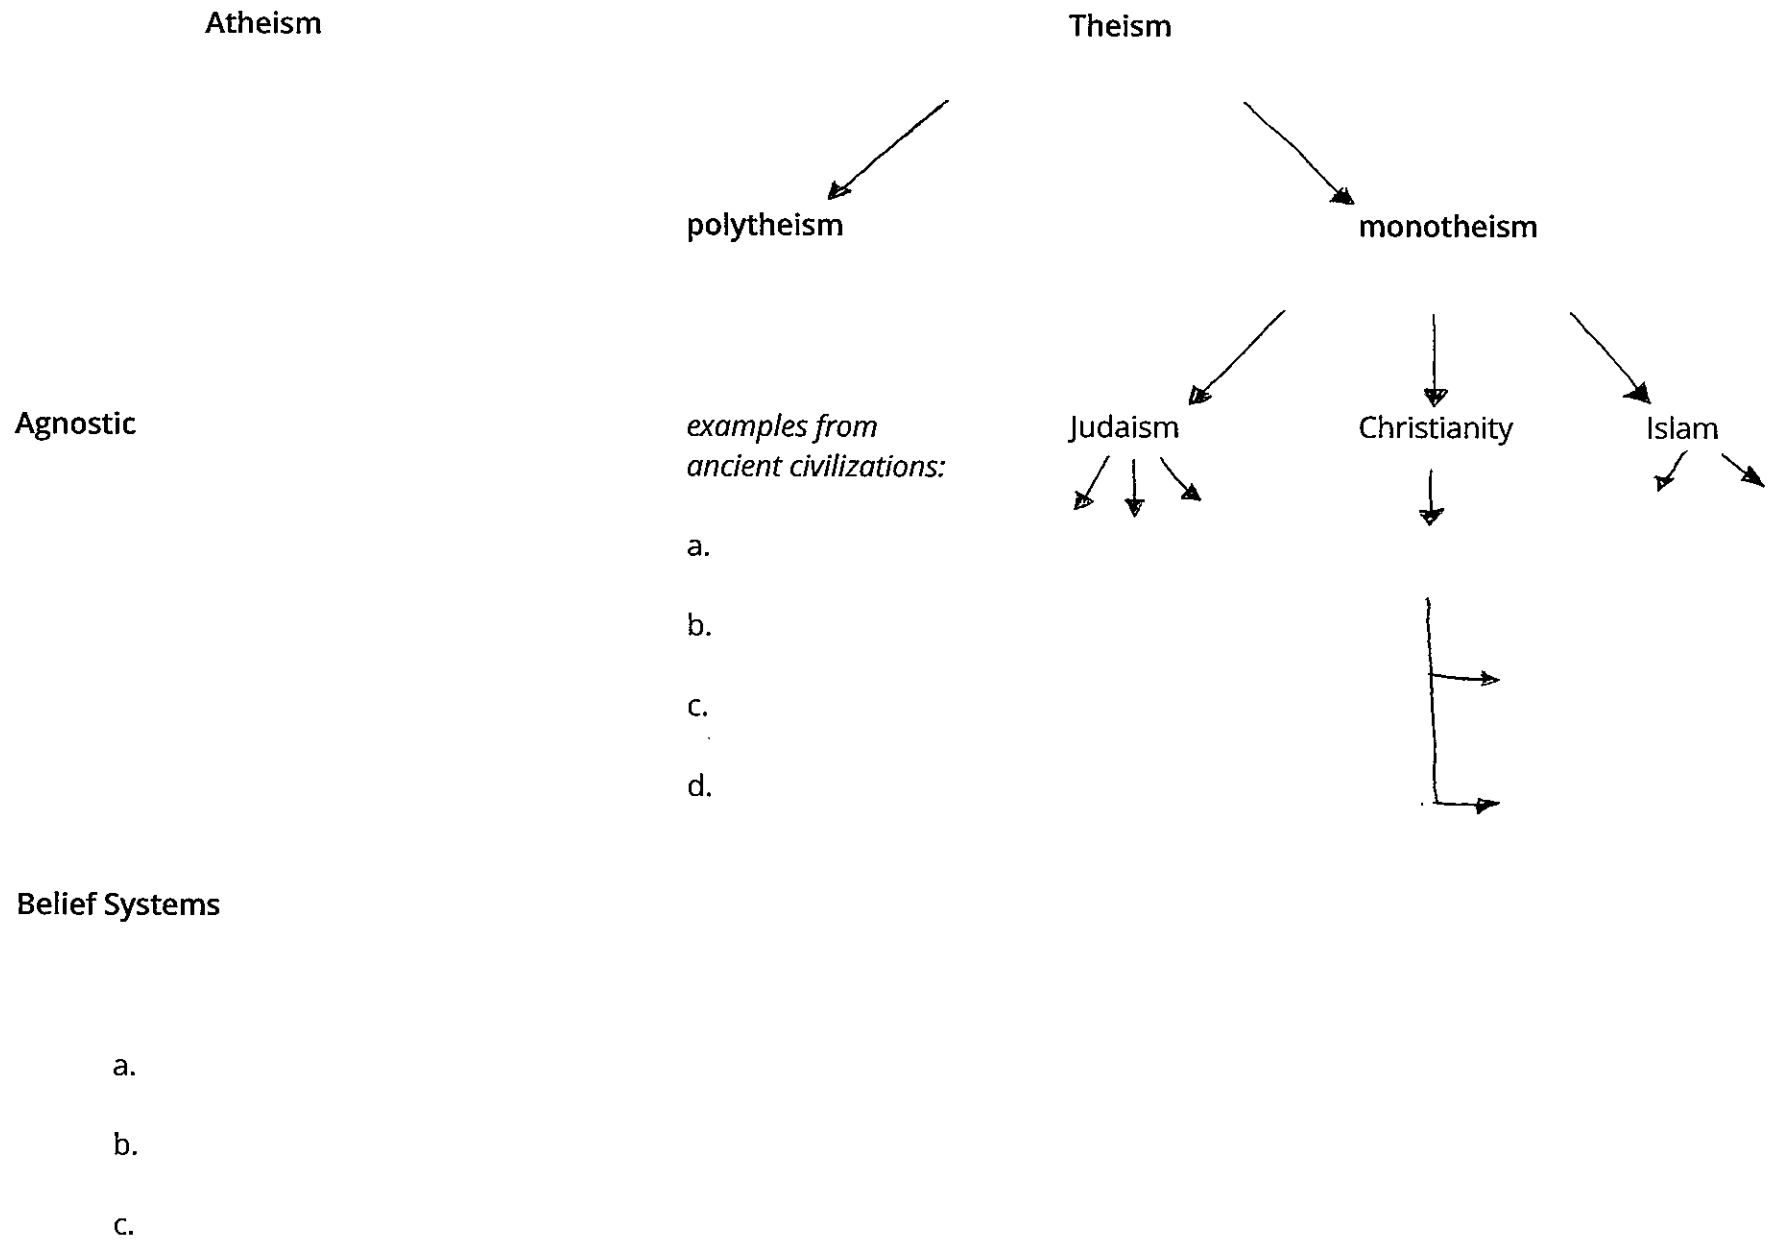 Atheism
Theism
polytheism
monotheism
Agnostic
examples from
ancient civilizations:
Judaism
Christianity
Islam
a.
b.
c.
d.
Belief Systems
a.
b.
c.